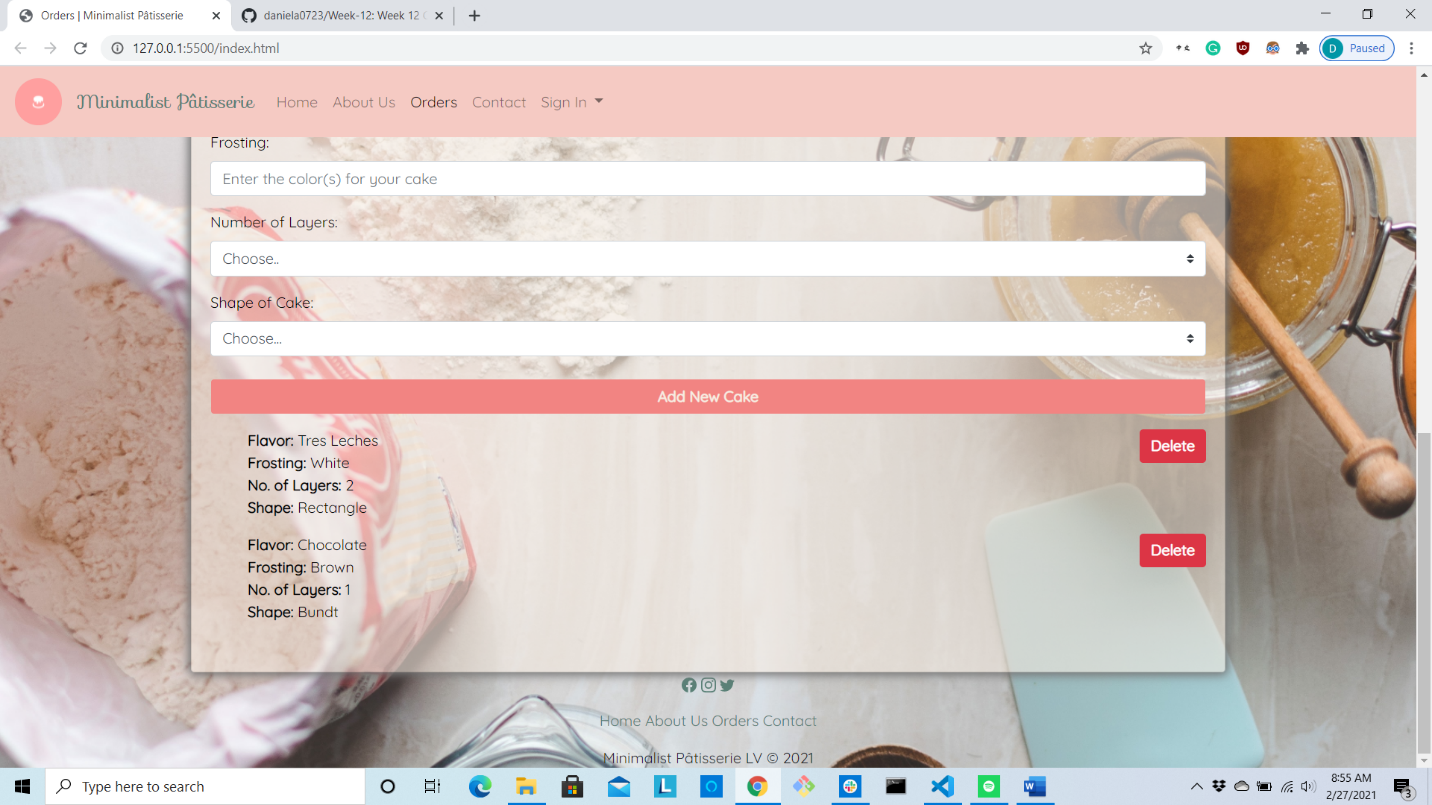 Orders | Minimalist Pâtisserie
daniela0723/Week-12: Week 12
127.0.0.1:5500/index.html
D Paused
Minimalist Pâtisserie Home About Us Orders Contact Sign In
Frosting:
Enter the color(s) for your cake
Number of Layers:
Choose..
Shape of Cake:
Choose...
Add New Cake
Flavor: Tres Leches
Delete
Frosting: White
No. of Layers: 2
Shape: Rectangle
Flavor: Chocolate
Delete
Frosting: Brown
No. of Layers: 1
Shape: Bundt
Home About Us Orders Contact
Minimalist Pâtisserie LV © 2021
Type here to search
8:55 AM
2/27/2021
3